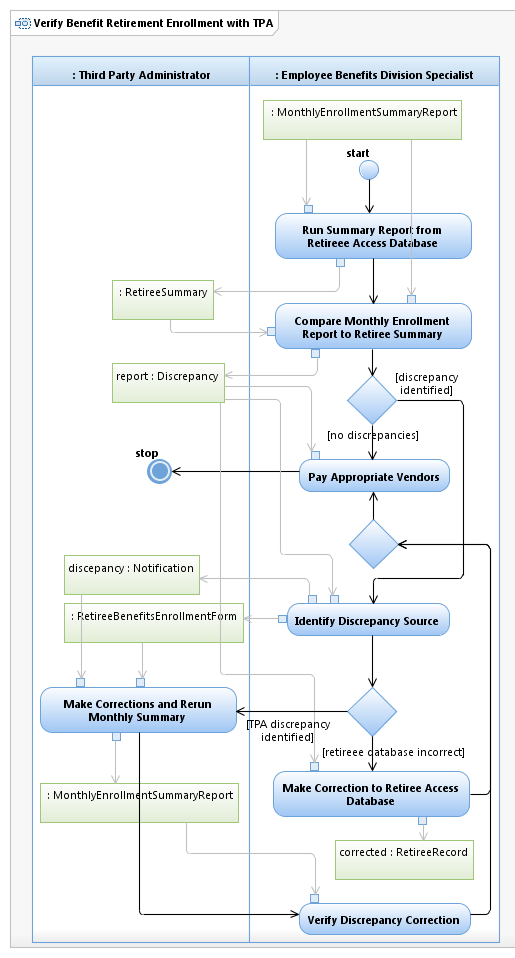 Verify Benefit Retirement Enrollment with TPA
: Third Party Administrator
: Employee Benefits Division Specialist
: MonthlyEnrollmentSummaryReport
start
Run Summary Report from
Retireee Access Database
: RetireeSummary
Compare Monthly Enrollment
Report to Retiree Summary
report : Discrepancy
[discrepancy
identified]
[no discrepancies]
stop
Pay Appropriate Vendors
discepancy : Notification
: RetireeBenefitsEnrollmentForm
Identify Discrepancy Source
Make Corrections and Rerun
Monthly Summary
[TPA discrepancy
identified]
[retireee database incorrect]
: MonthlyEnrollmentSummaryReport
Make Correction to Retiree Access
Database
corrected : RetireeRecord
Verify Discrepancy Correction